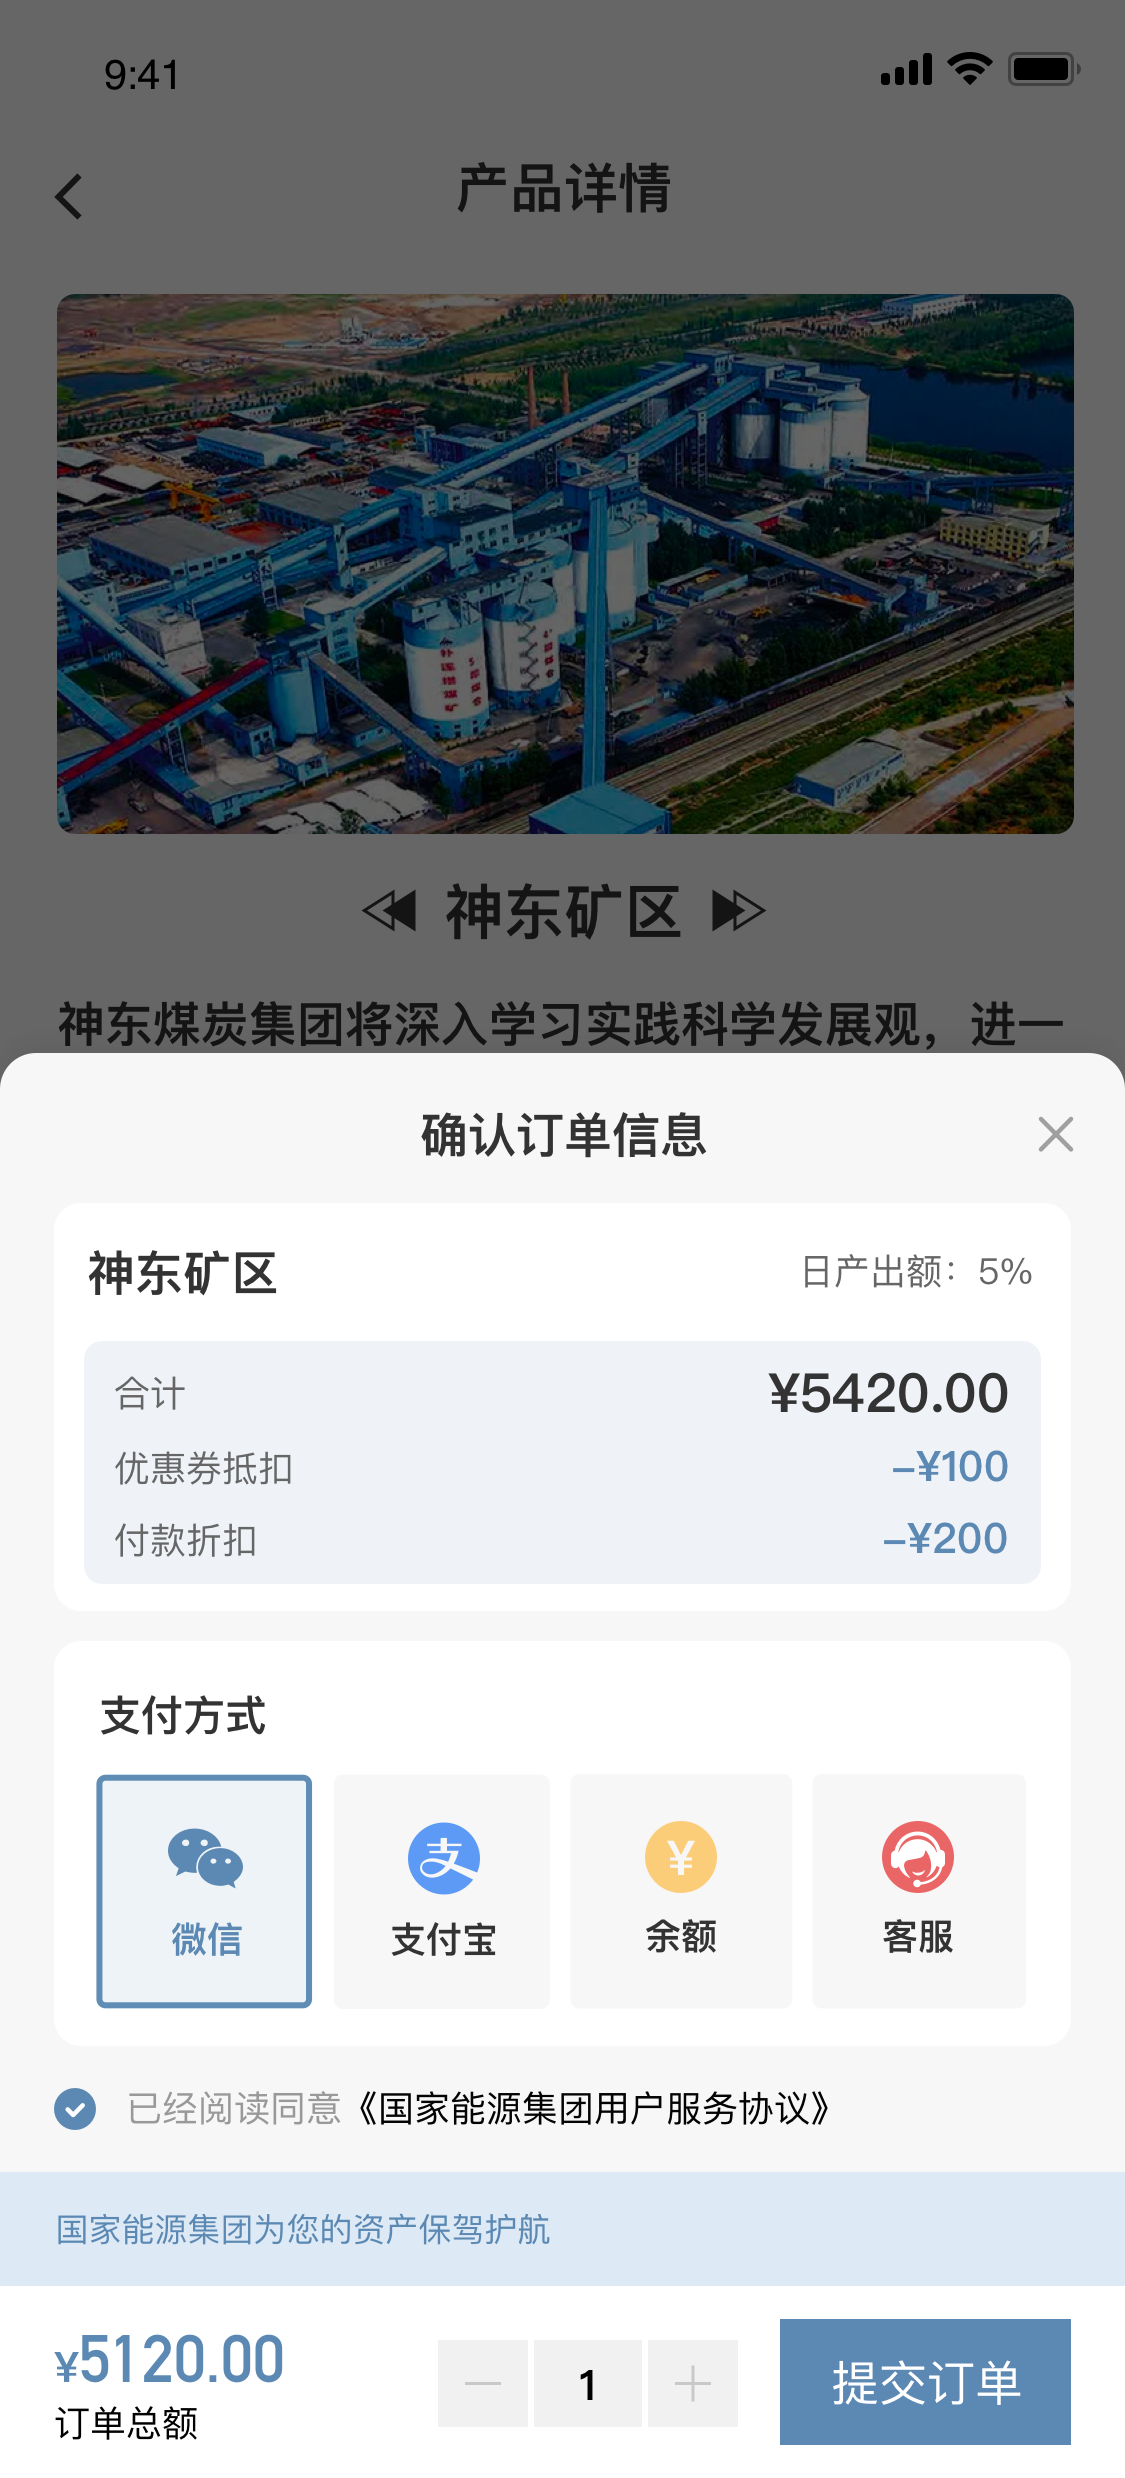 9:41
产品详情
神东矿区
神东煤炭集团将深入学习实践科学发展观，进一
确认订单信息
神东矿区
日产出额：5%
合计
¥5420.00
优惠券抵扣
-¥100
付款折扣
-¥200
支付方式
微信
支付宝
余额
客服
已经阅读同意《国家能源集团用户服务协议》
国家能源集团为您的资产保驾护航
¥5120.00
订单总额
1
提交订单